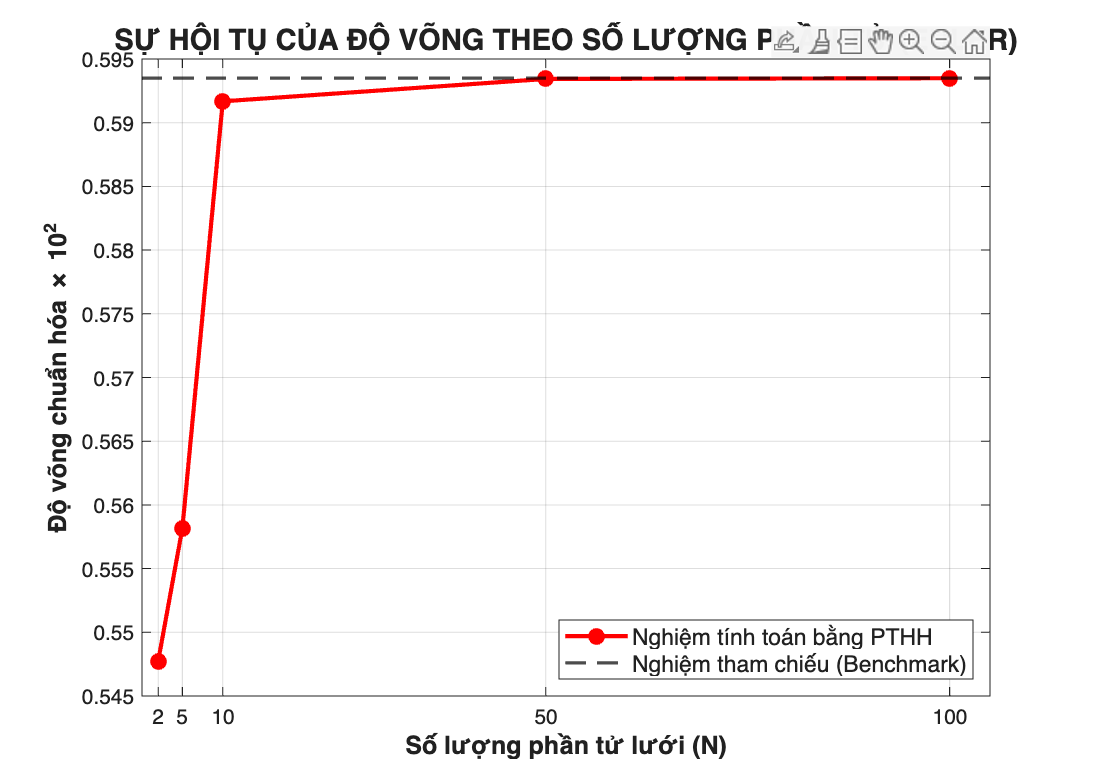 SỰ HỘI TỤ CỦA ĐỘ VÕNG THEO SỐ LƯỢNG R)
0.595
0.59
0.585
0.58
0.575
0.57
0.565
0.56
0.555
0.55
0.545
Độ võng chuẩn hóa × 10²
2 5 10 50 100
Số lượng phần tử lưới (N)
Nghiệm tính toán bằng PTHH
Nghiệm tham chiếu (Benchmark)